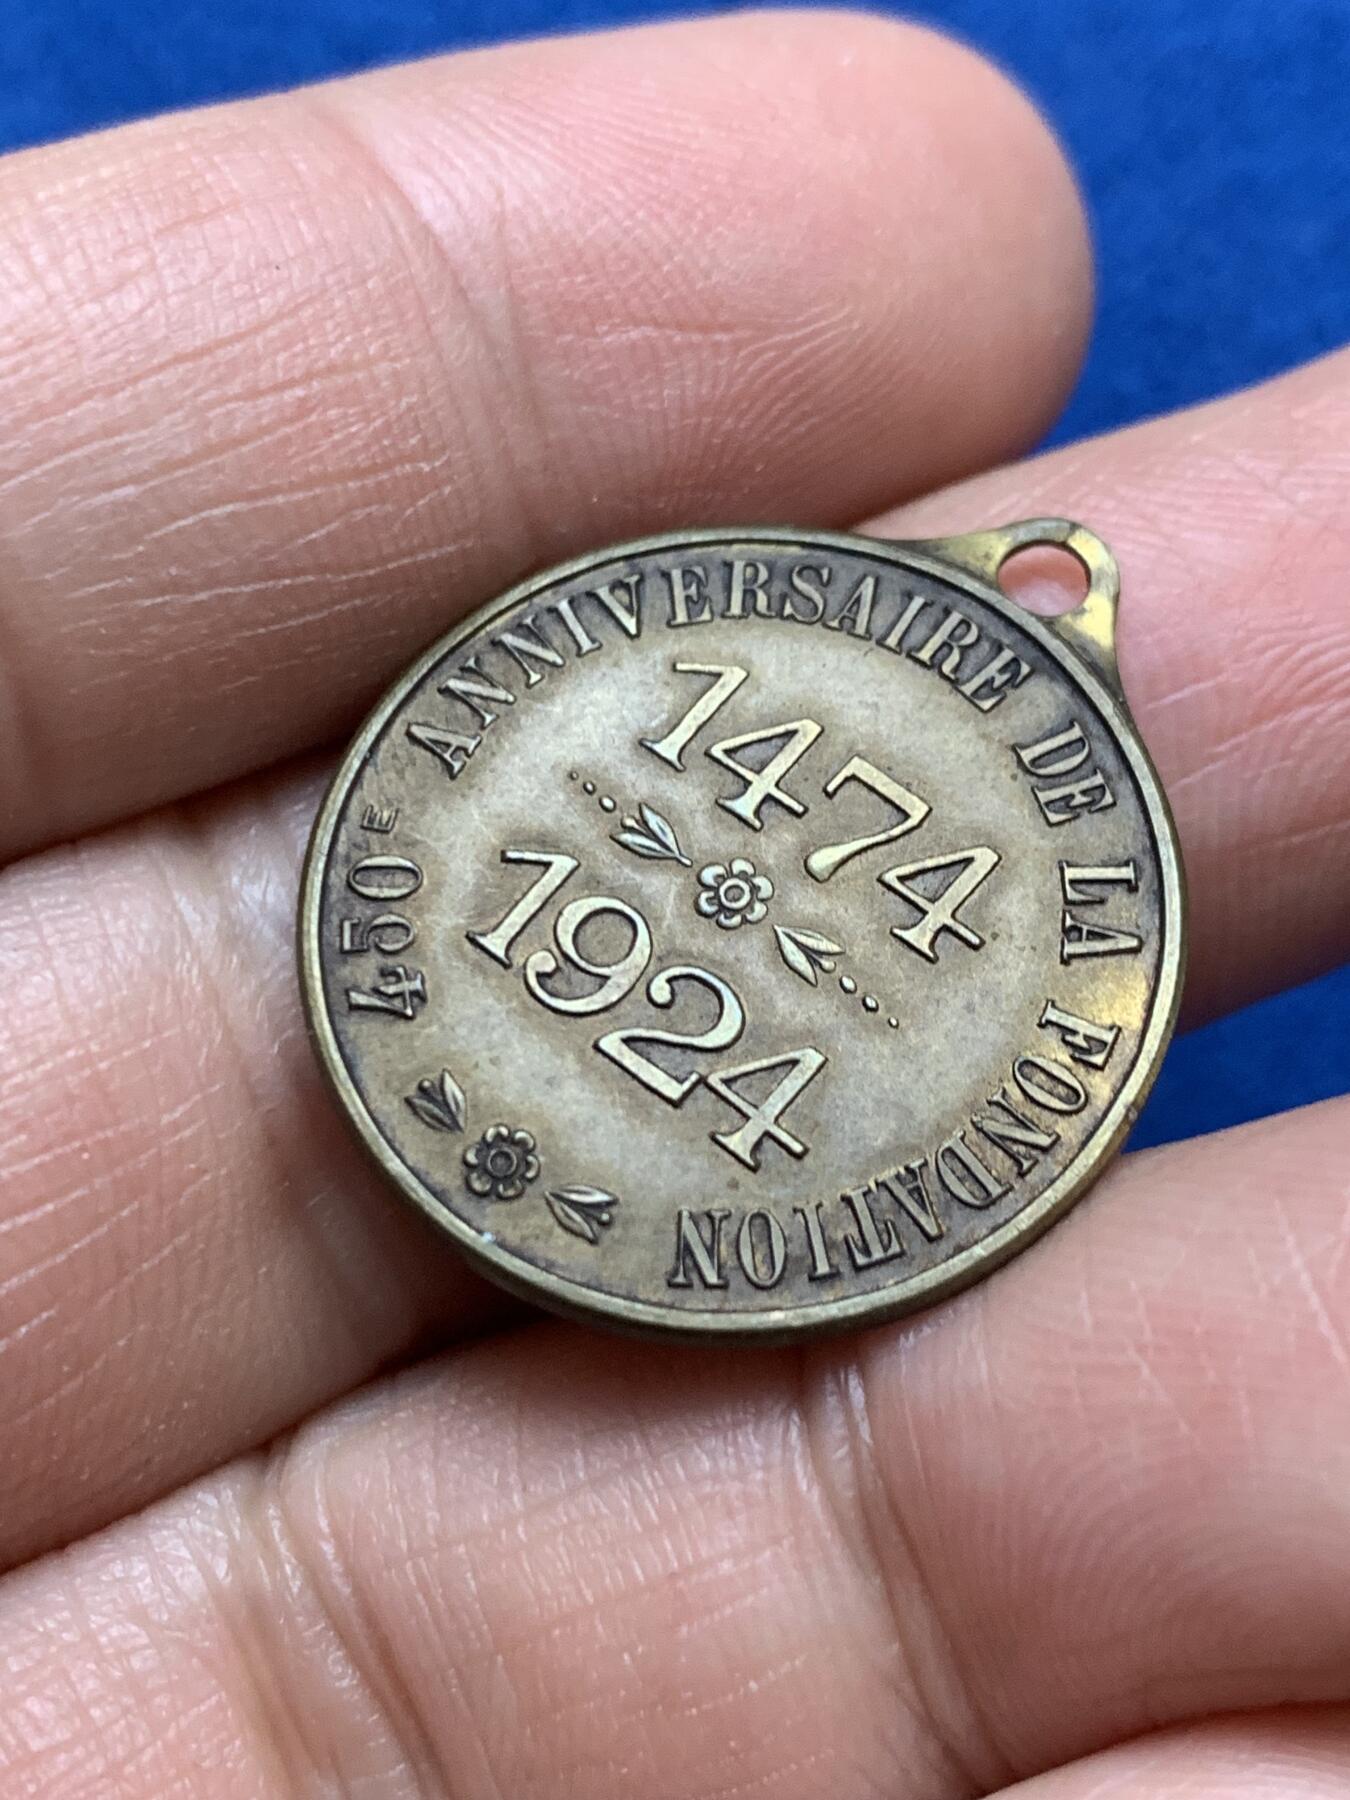 450E ANNIVERSAIRE DE LA FONDATION
1474
1924